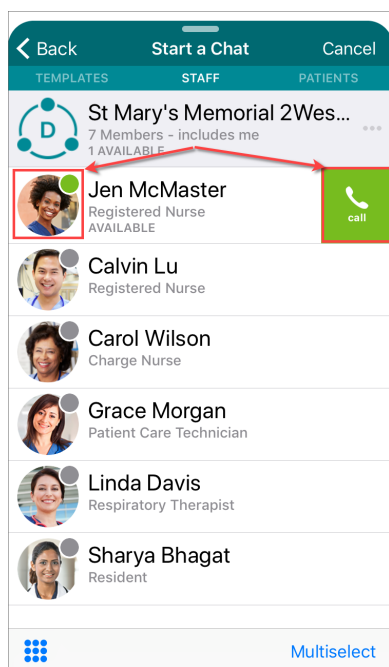 Back Start a Chat Cancel
TEMPLATES STAFF PATIENTS
D
St Mary's Memorial 2Wes...
7 Members - includes me
1 AVAILABLE
Jen McMaster
Registered Nurse
AVAILABLE
call
Calvin Lu
Registered Nurse
Carol Wilson
Charge Nurse
Grace Morgan
Patient Care Technician
Linda Davis
Respiratory Therapist
Sharya Bhagat
Resident
Multiselect